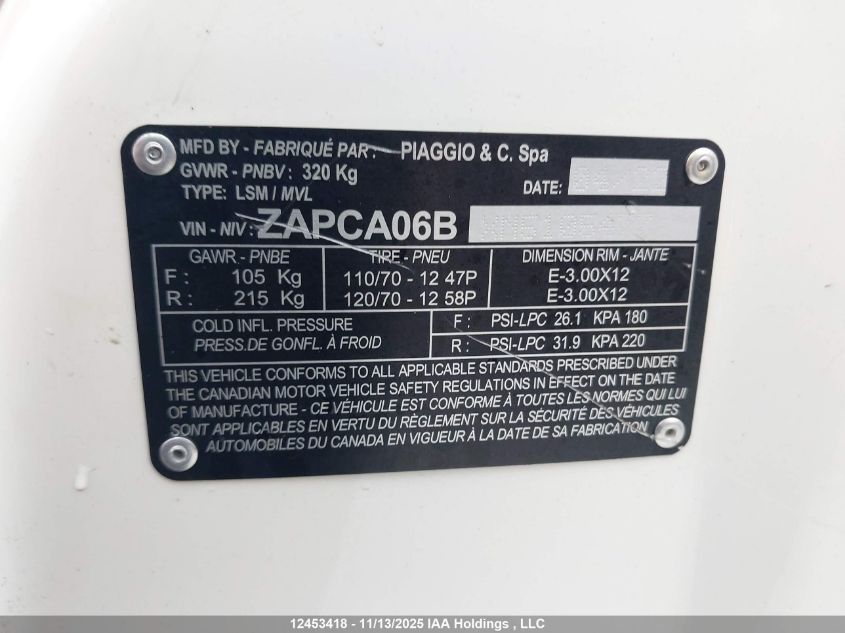 MFD BY - FABRIQUÉ PAR : PIAGGIO & C. Spa
GVWR - PNBV : 320 Kg
DATE:
TYPE: LSM / MVL
VIN - NIV: ZAPCA06B
GAWR - PNBE TIRE - PNEU DIMENSION RIM - JANTE
F : 105 Kg 110/70 - 12 47P E-3.00X12
R : 215 Kg 120/70 - 12 58P E-3.00X12
COLD INFL. PRESSURE F : PSI-LPC 26.1 KPA 180
PRESS.DE GONFL. À FROID R : PSI-LPC 31.9 KPA 220
THIS VEHICLE CONFORMS TO ALL APPLICABLE STANDARDS PRESCRIBED UNDER
THE CANADIAN MOTOR VEHICLE SAFETY REGULATIONS IN EFFECT ON THE DATE
OF MANUFACTURE - CE VÉHICULE EST CONFORME À TOUTES LES NORMES QUI LUI
SONT APPLICABLES EN VERTU DU RÈGLEMENT SUR LA SÉCURITÉ DES VÉHICULES
AUTOMOBILES DU CANADA EN VIGUEUR À LA DATE DE SA FABRICATION
12453418 - 11/13/2025 IAA Holdings , LLC